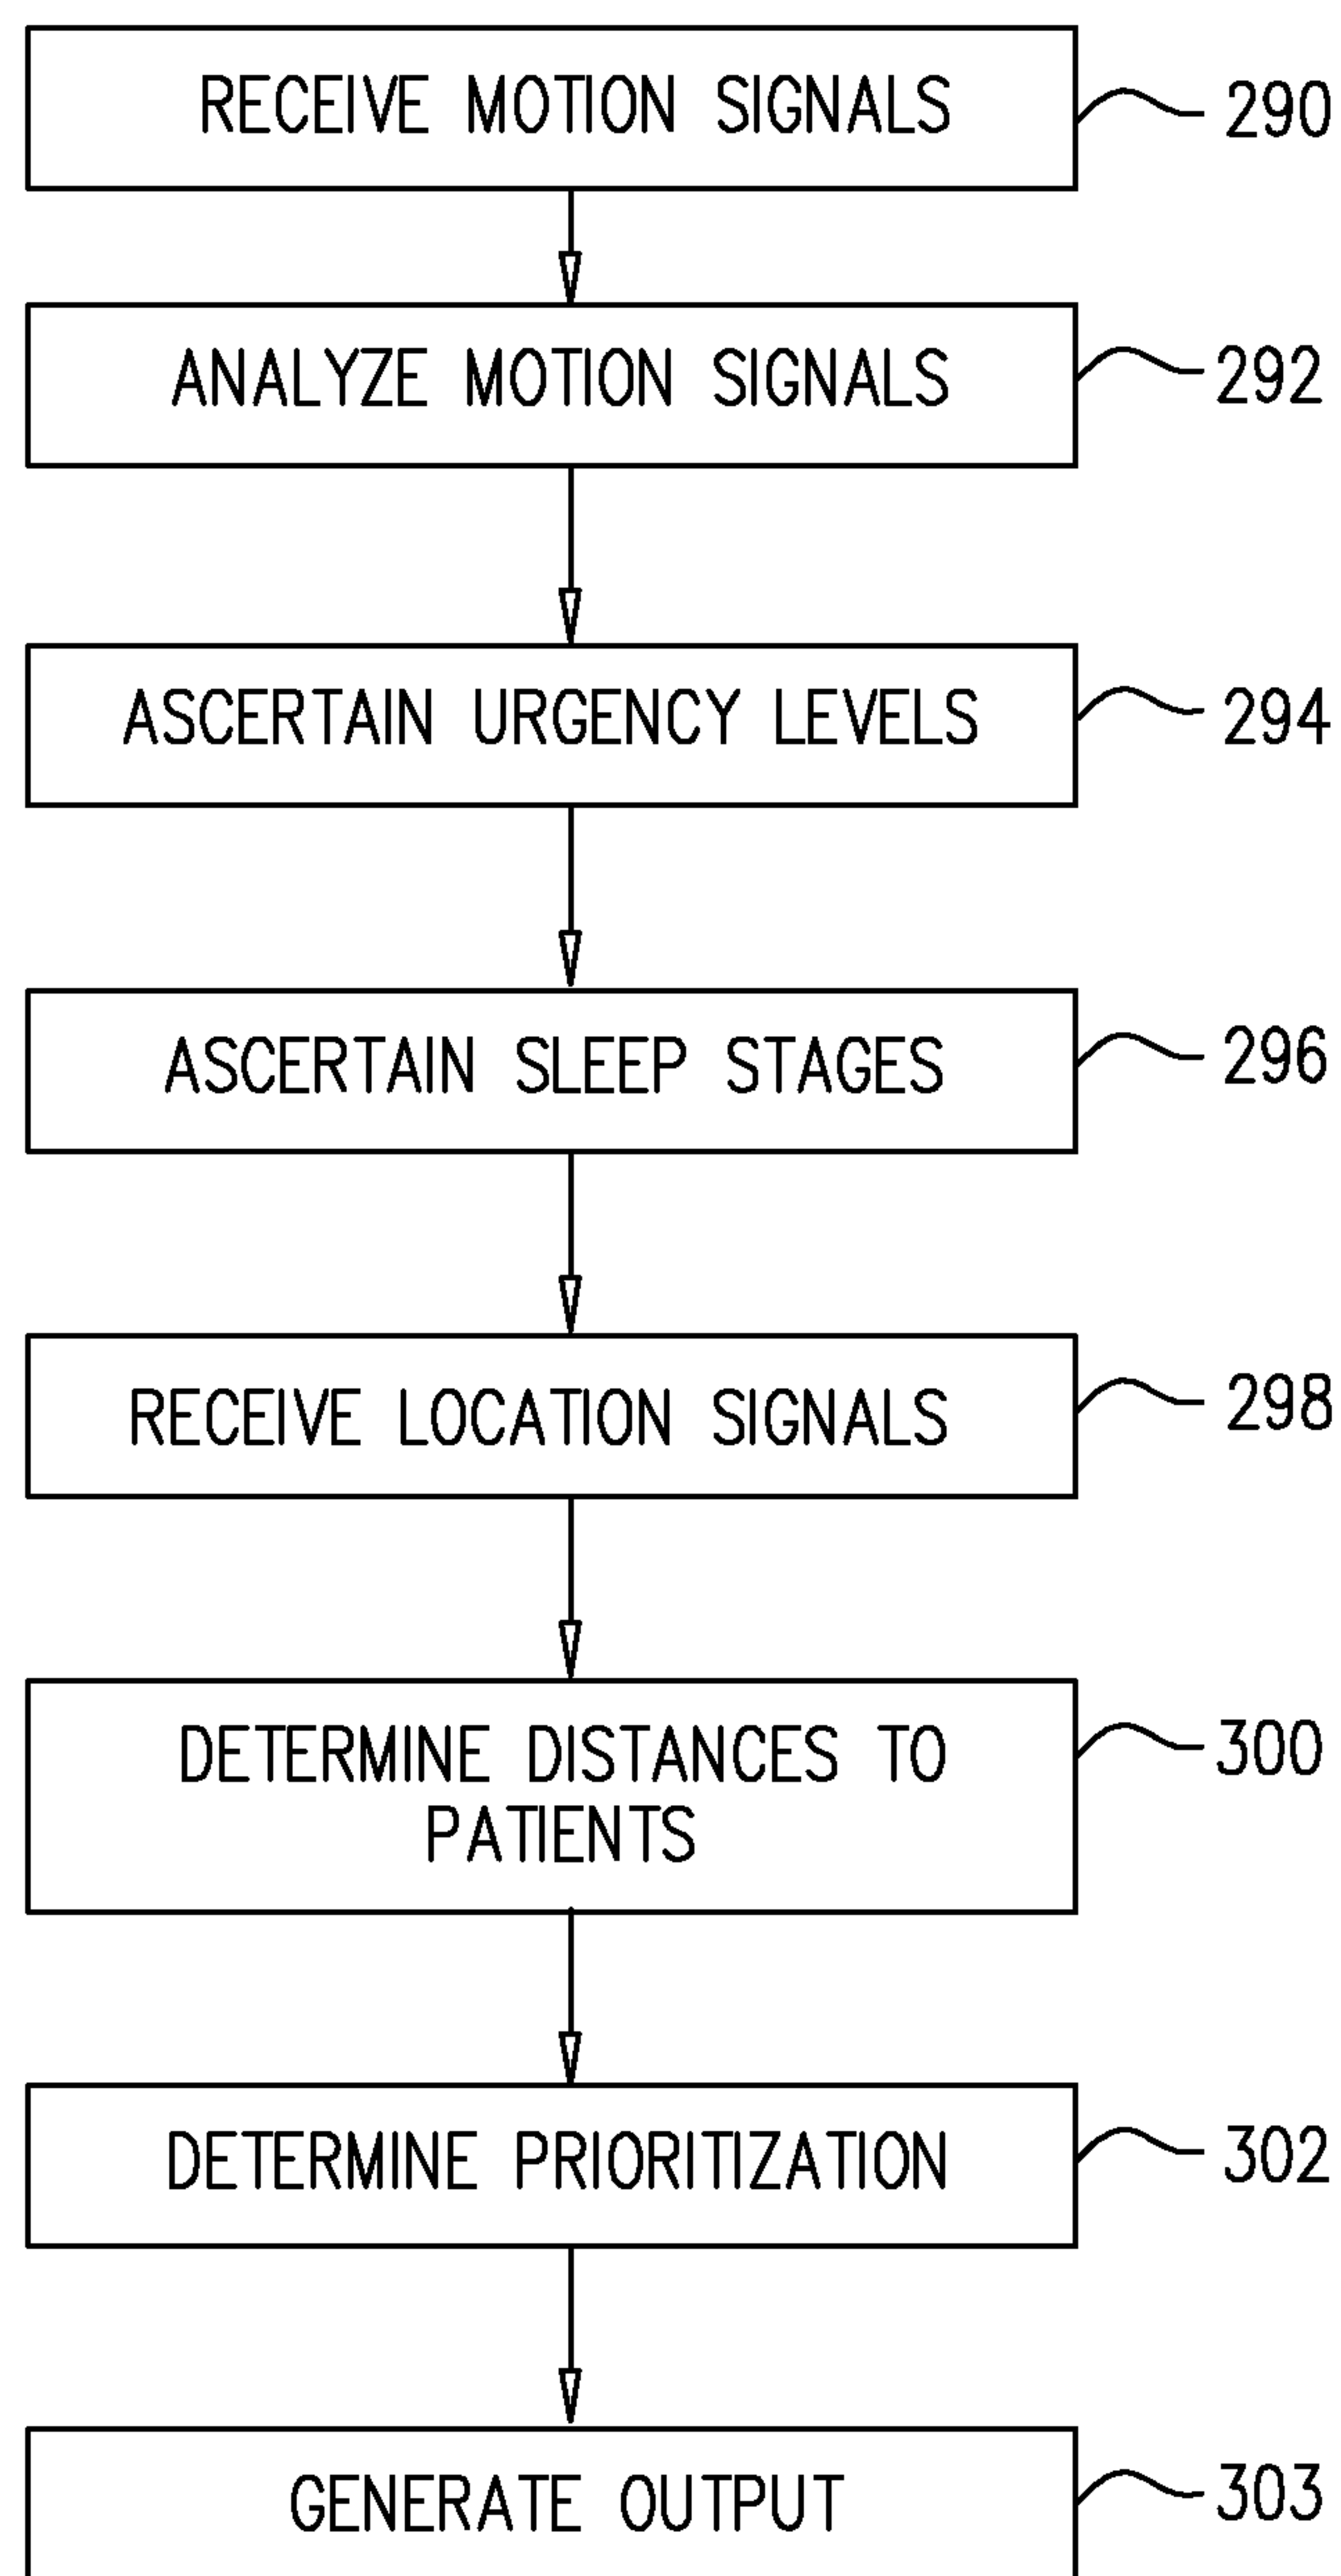 RECEIVE MOTION SIGNALS 290
ANALYZE MOTION SIGNALS 292
ASCERTAIN URGENCY LEVELS 294
ASCERTAIN SLEEP STAGES 296
RECEIVE LOCATION SIGNALS 298
DETERMINE DISTANCES TO 300
PATIENTS
DETERMINE PRIORITIZATION 302
GENERATE OUTPUT 303